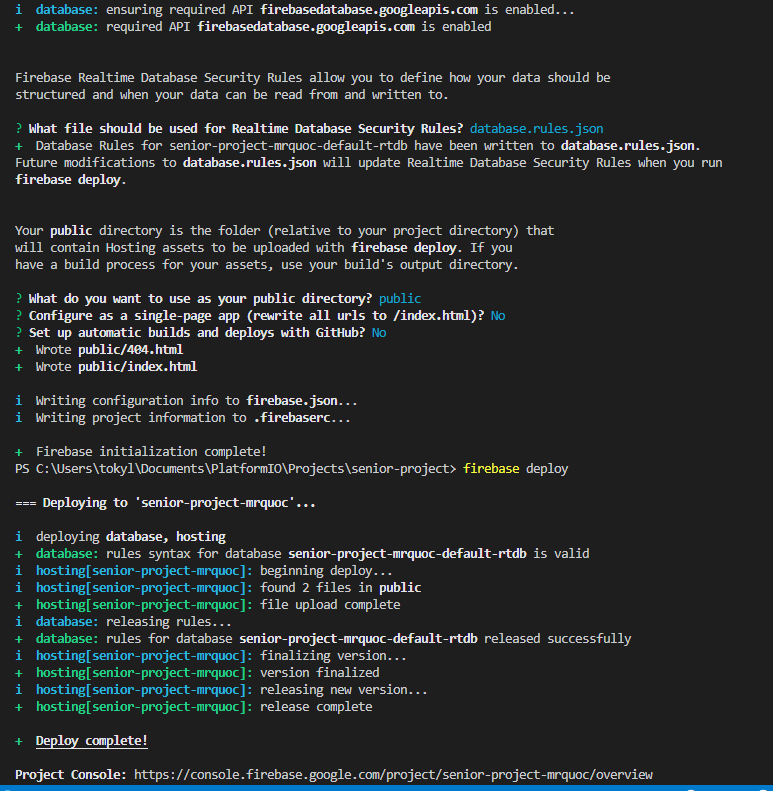 i  database: ensuring required API firebasedatabase.googleapis.com is enabled...
+  database: required API firebasedatabase.googleapis.com is enabled
Firebase Realtime Database Security Rules allow you to define how your data should be
structured and when your data can be read from and written to.
? What file should be used for Realtime Database Security Rules? database.rules.json
+  Database Rules for senior-project-mrquoc-default-rtdb have been written to database.rules.json.
Future modifications to database.rules.json will update Realtime Database Security Rules when you run
firebase deploy.
Your public directory is the folder (relative to your project directory) that
will contain Hosting assets to be uploaded with firebase deploy. If you
have a build process for your assets, use your build's output directory.
? What do you want to use as your public directory? public
? Configure as a single-page app (rewrite all urls to /index.html)? No
? Set up automatic builds and deploys with GitHub? No
+  Wrote public/404.html
+  Wrote public/index.html
i  Writing configuration info to firebase.json...
i  Writing project information to .firebaserc...
+  Firebase initialization complete!
PS C:\Users\tokyl\Documents\PlatformIO\Projects\senior-project> firebase deploy
=== Deploying to 'senior-project-mrquoc'...
i  deploying database, hosting
+  database: rules syntax for database senior-project-mrquoc-default-rtdb is valid
i  hosting[senior-project-mrquoc]: beginning deploy...
i  hosting[senior-project-mrquoc]: found 2 files in public
+  hosting[senior-project-mrquoc]: file upload complete
i  database: releasing rules...
+  database: rules for database senior-project-mrquoc-default-rtdb released successfully
i  hosting[senior-project-mrquoc]: finalizing version...
+  hosting[senior-project-mrquoc]: version finalized
i  hosting[senior-project-mrquoc]: releasing new version...
+  hosting[senior-project-mrquoc]: release complete
+  Deploy complete!
Project Console: https://console.firebase.google.com/project/senior-project-mrquoc/overview